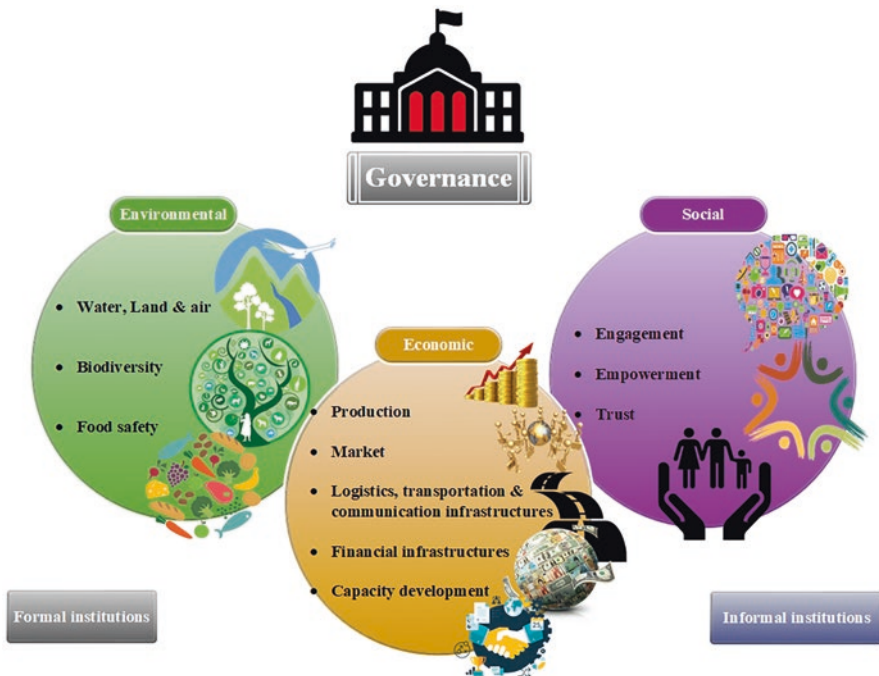 Governance
Environmental
• Water, Land & air
• Biodiversity
• Food safety
Economic
• Production
• Market
• Logistics, transportation &
communication infrastructures
• Financial infrastructures
• Capacity development
Social
• Engagement
• Empowerment
• Trust
Formal institutions
Informal institutions